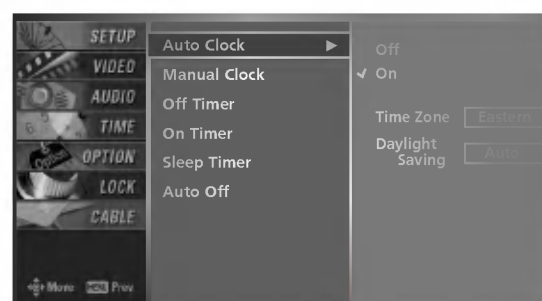 SETUP
VIDEO
AUDIO
TIME
OPTION
LOCK
CABLE
Move MENU Prev
Auto Clock
Manual Clock
Off Timer
On Timer
Sleep Timer
Auto Off
Off
On
Time Zone Eastern
Daylight
Saving Auto